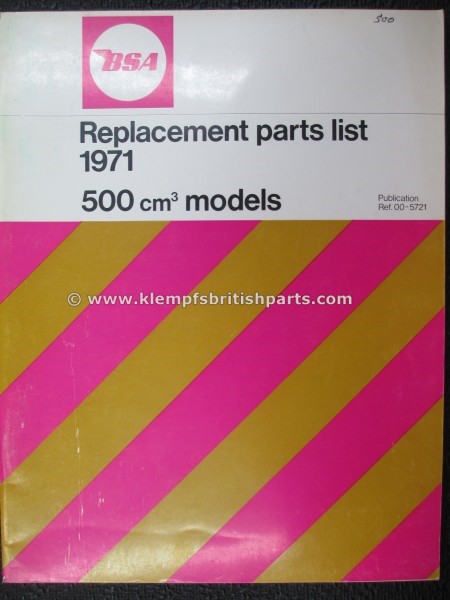 500
BSA
Replacement parts list
1971
500 cm³ models
Publication
Ref. 00-5721
© www.klempfsbritishparts.com